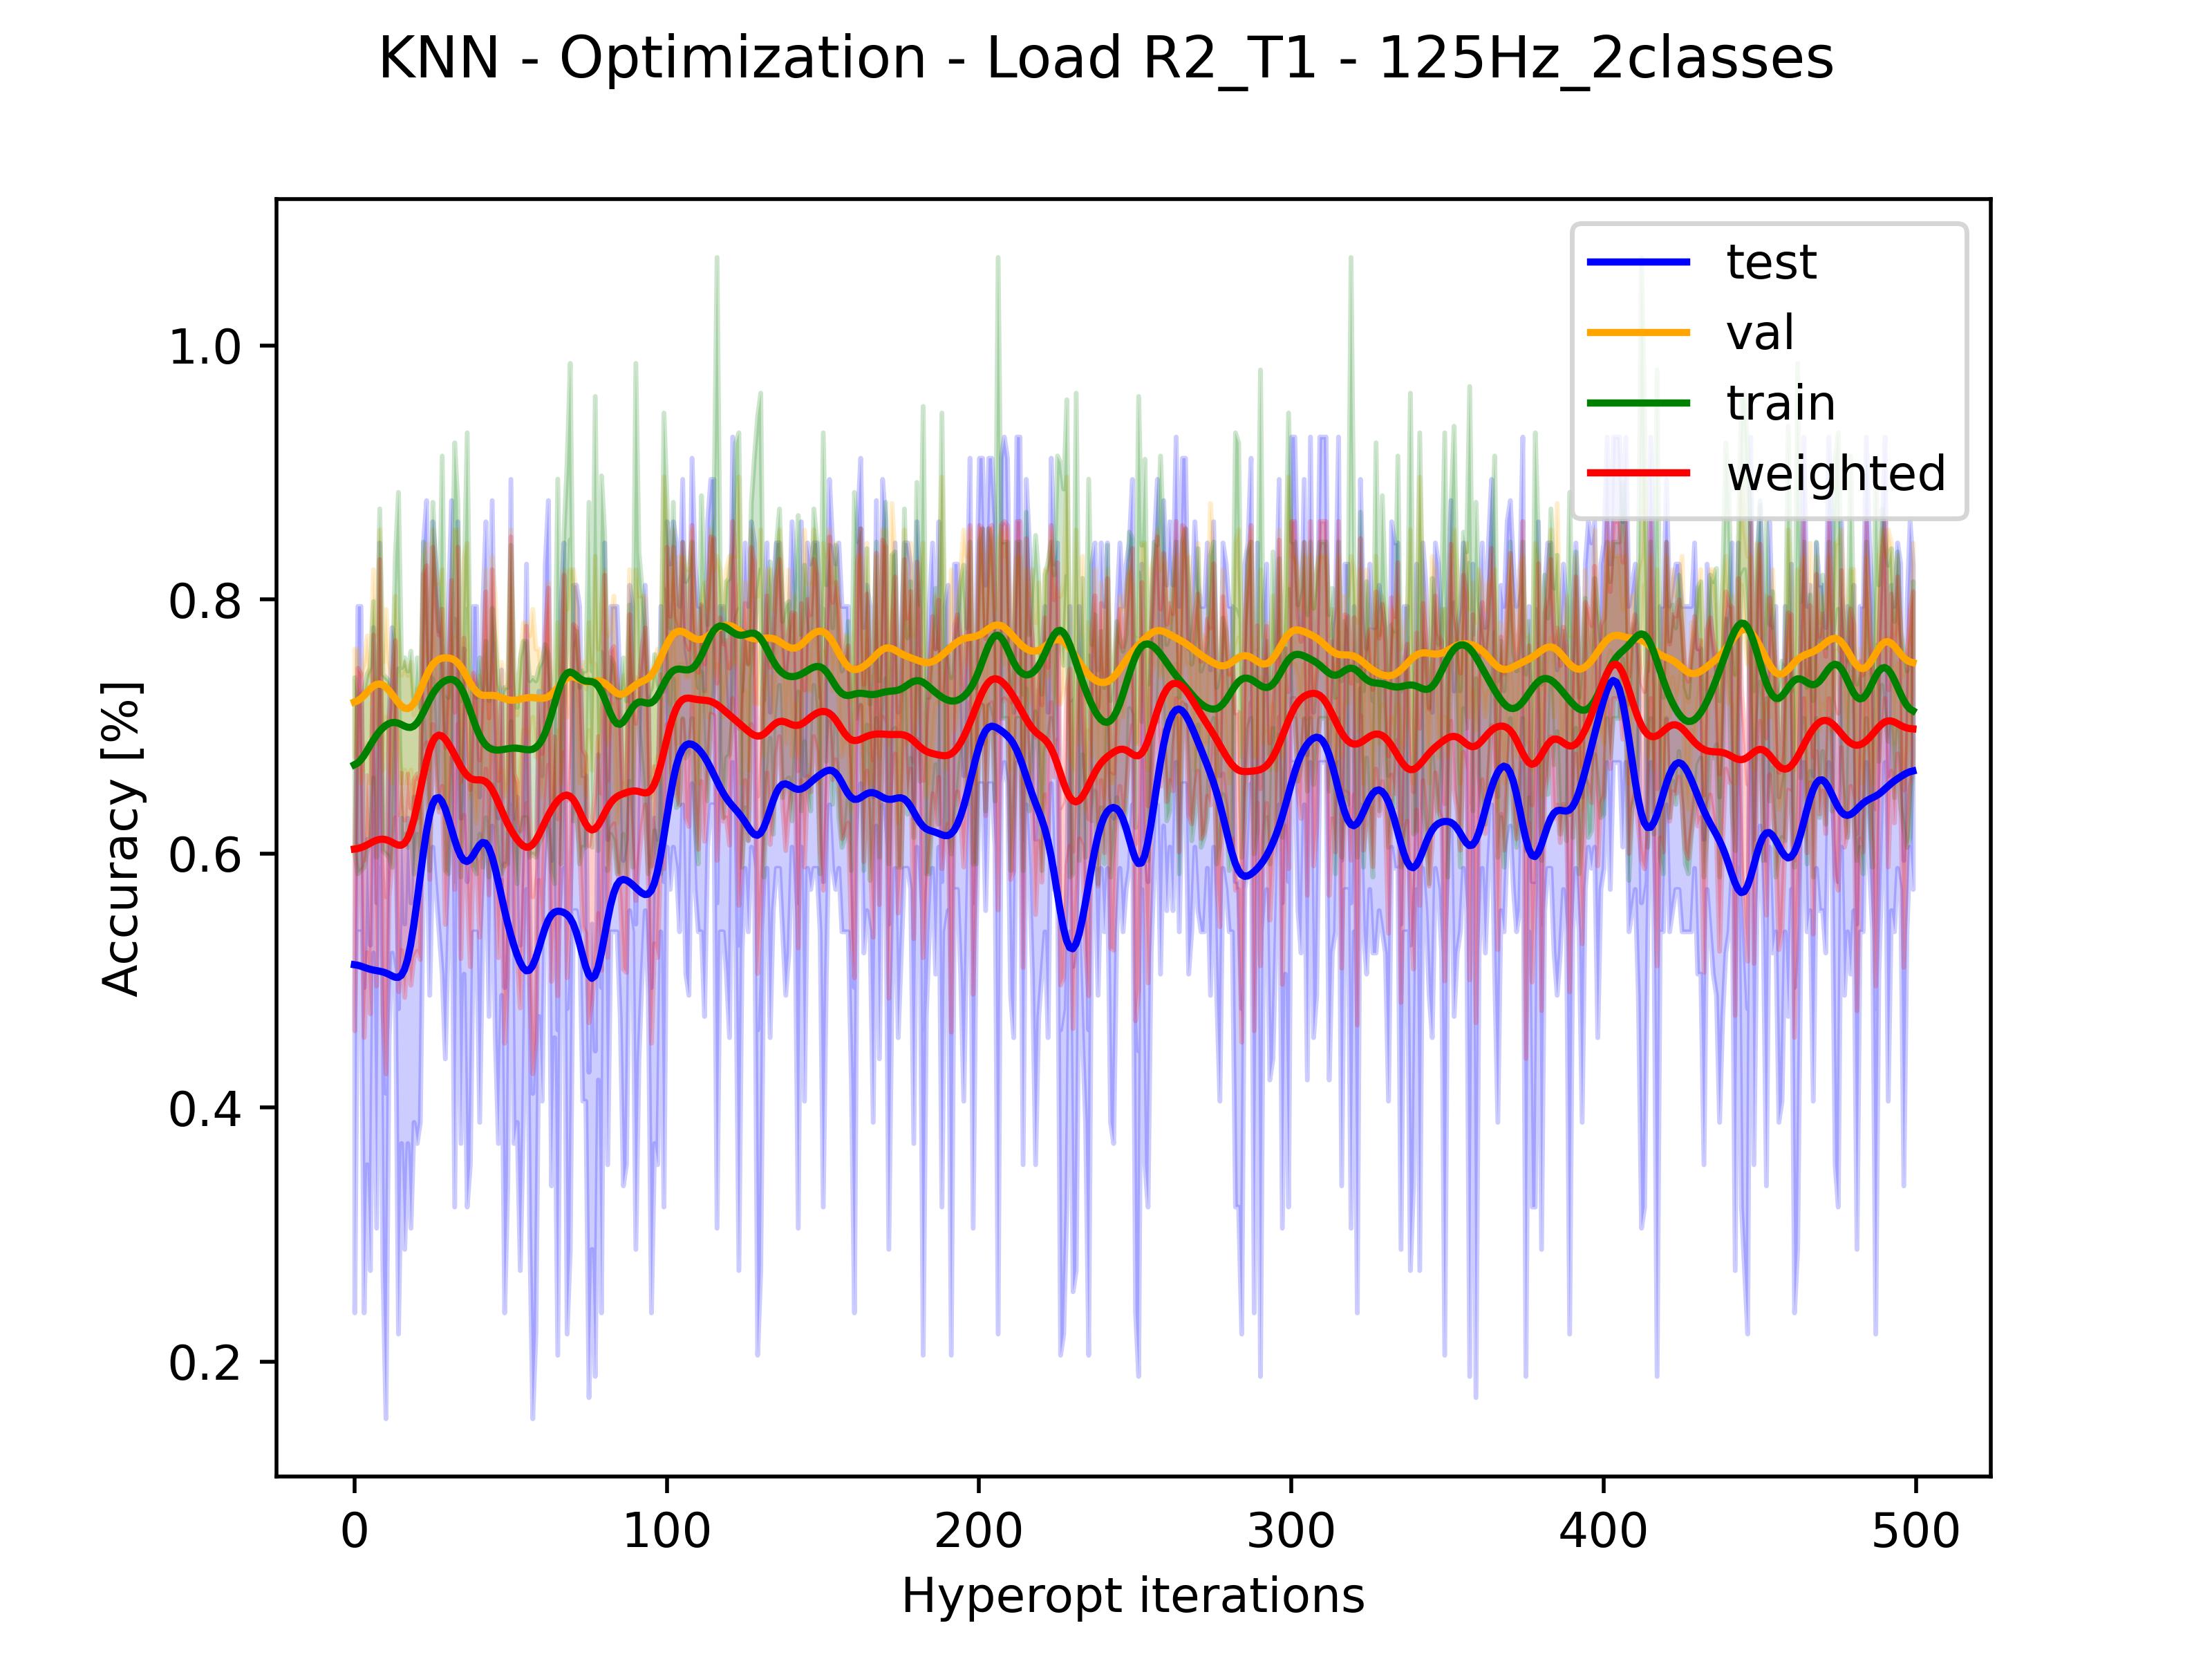 KNN - Optimization - Load R2_T1 - 125Hz_2classes
test
val
train
weighted
1.0
0.8
0.6
0.4
0.2
Accuracy [%]
0 100 200 300 400 500
Hyperopt iterations